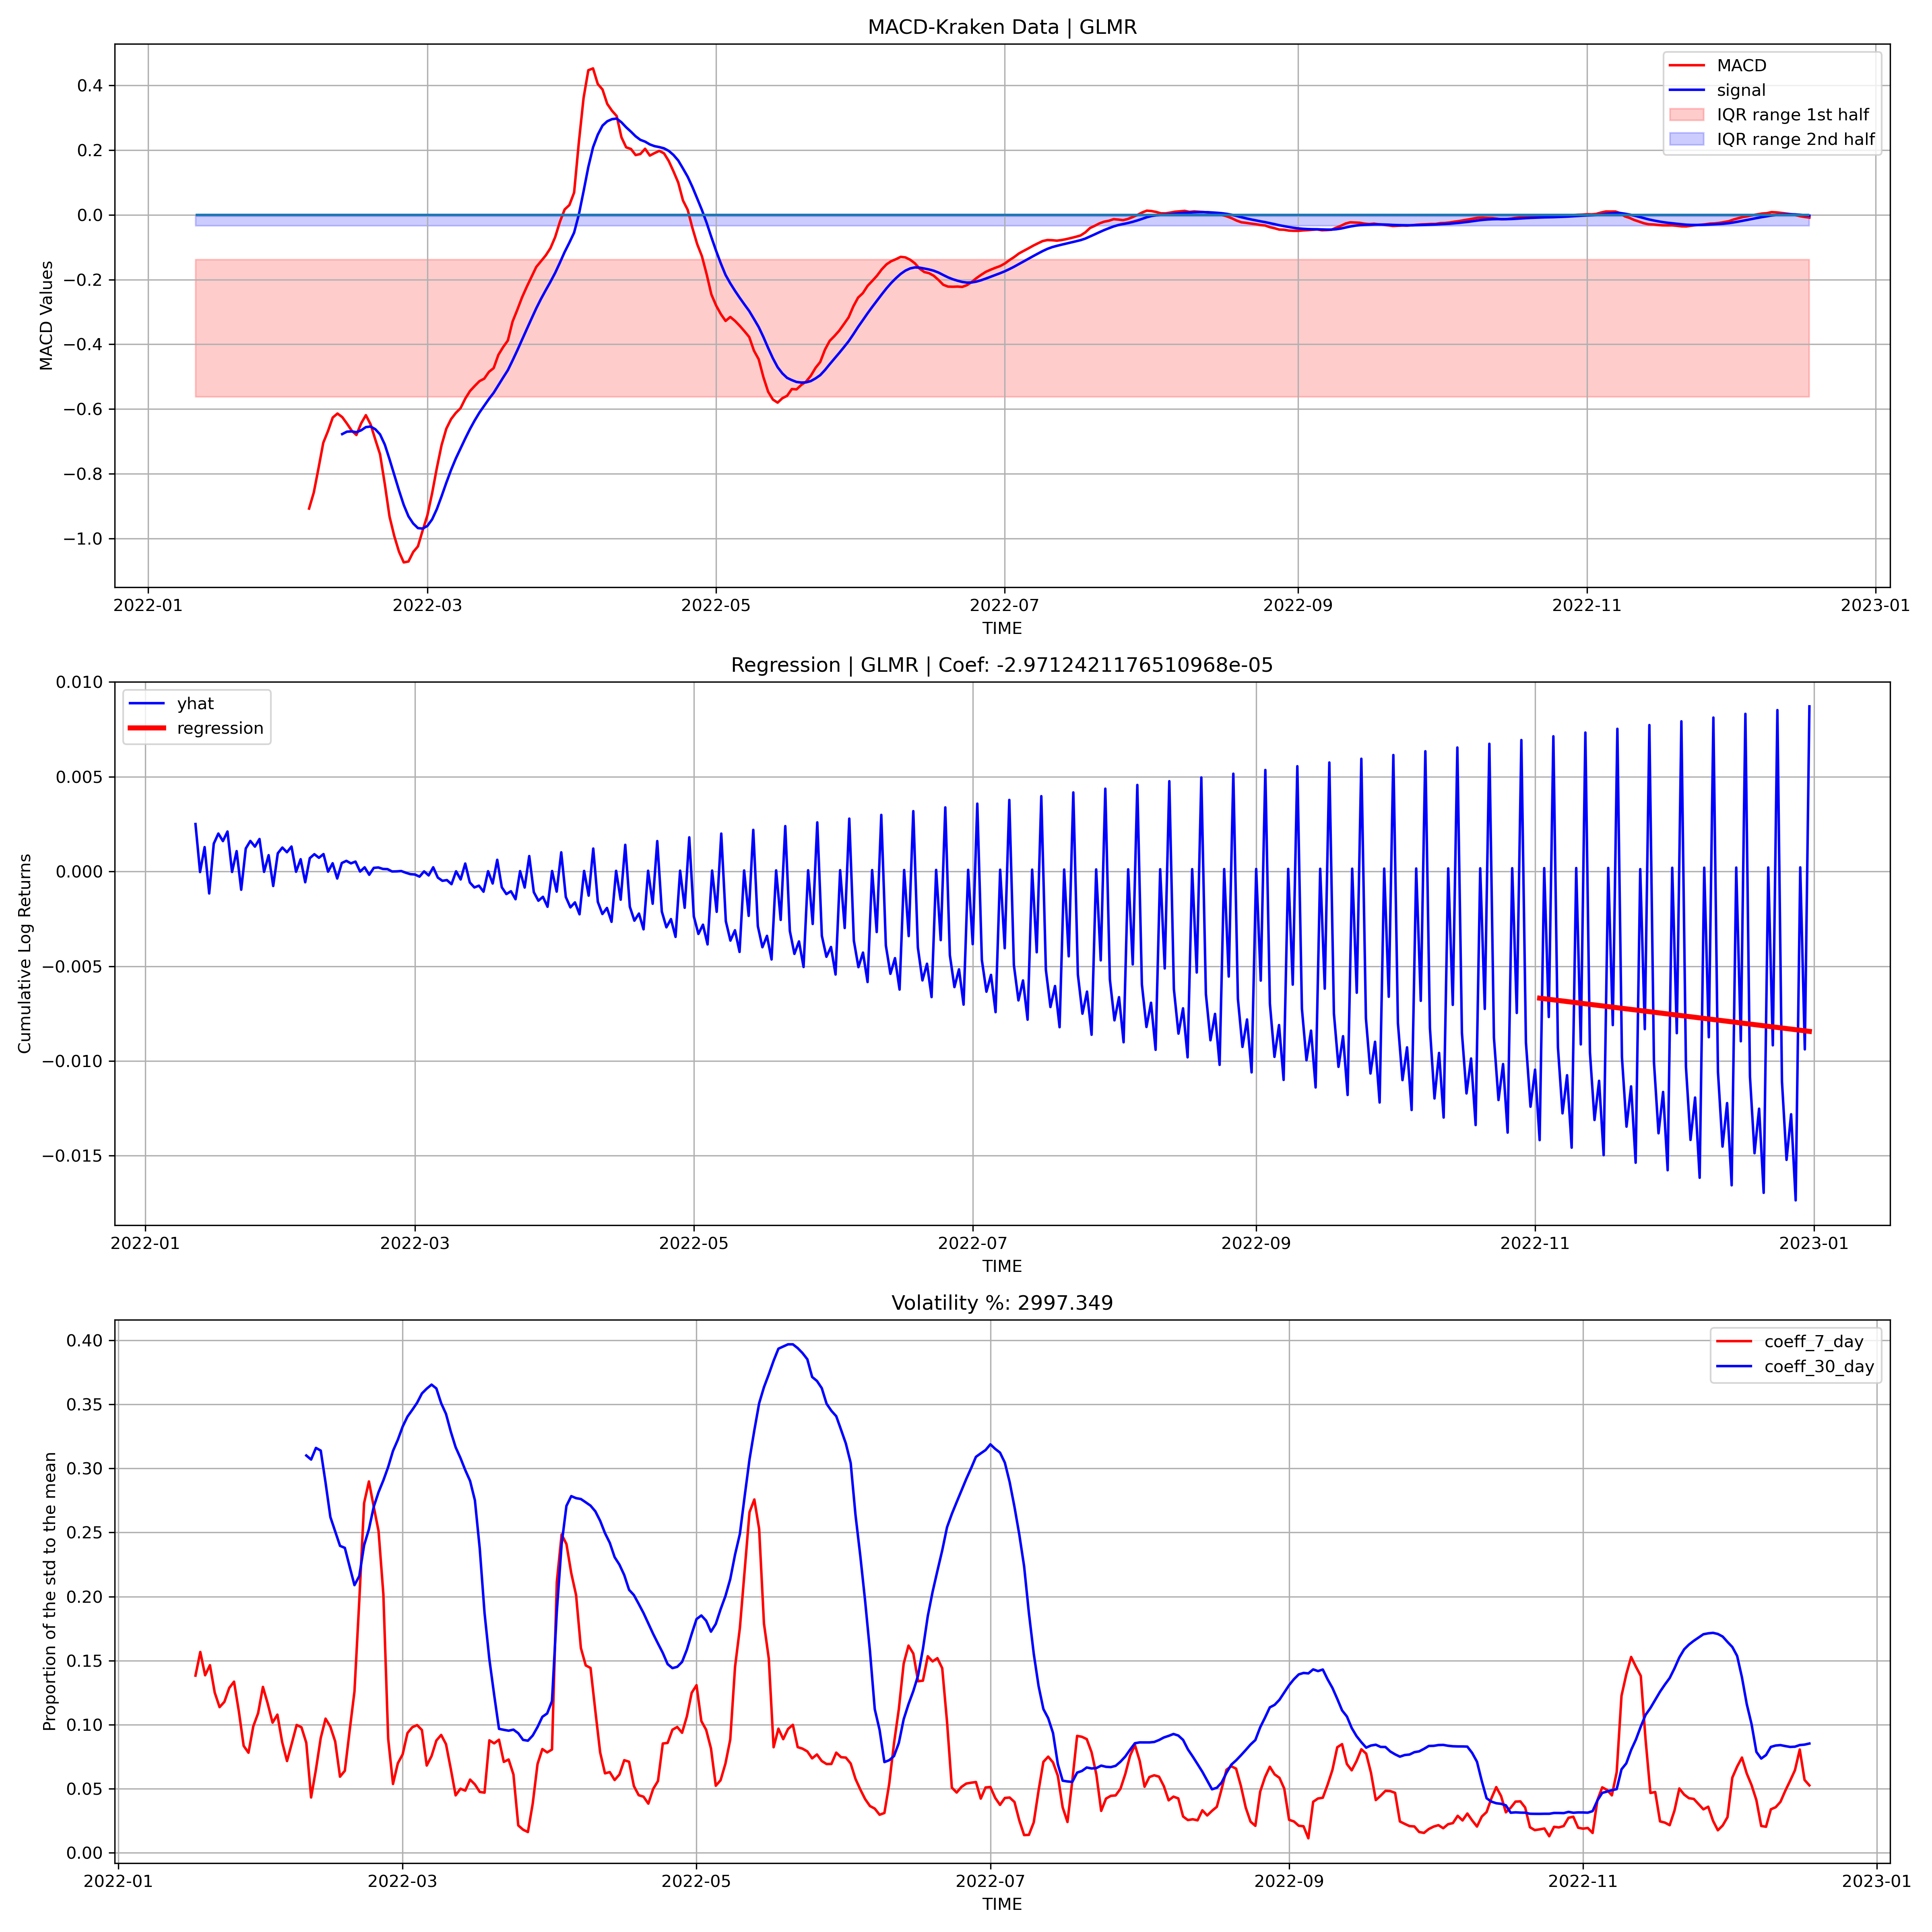 MACD-Kraken Data | GLMR
MACD
signal
IQR range 1st half
IQR range 2nd half
MACD Values
0.4
0.2
0.0
−0.2
−0.4
−0.6
−0.8
−1.0
2022-01 2022-03 2022-05 2022-07 2022-09 2022-11 2023-01
TIME
Regression | GLMR | Coef: -2.9712421176510968e-05
yhat
regression
Cumulative Log Returns
0.010
0.005
0.000
−0.005
−0.010
−0.015
2022-01 2022-03 2022-05 2022-07 2022-09 2022-11 2023-01
TIME
Volatility %: 2997.349
coeff_7_day
coeff_30_day
Proportion of the std to the mean
0.40
0.35
0.30
0.25
0.20
0.15
0.10
0.05
0.00
2022-01 2022-03 2022-05 2022-07 2022-09 2022-11 2023-01
TIME